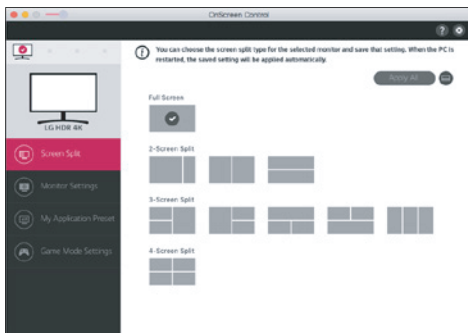 OnScreen Control
You can choose the screen split type for the selected monitor and save that setting. When the PC is
restarted, the saved setting will be applied automatically.
Apply All
LG HDR 4K
Full Screen
Screen Split
2-Screen Split
Monitor Settings
3-Screen Split
My Application Preset
Game Mode Settings
4-Screen Split